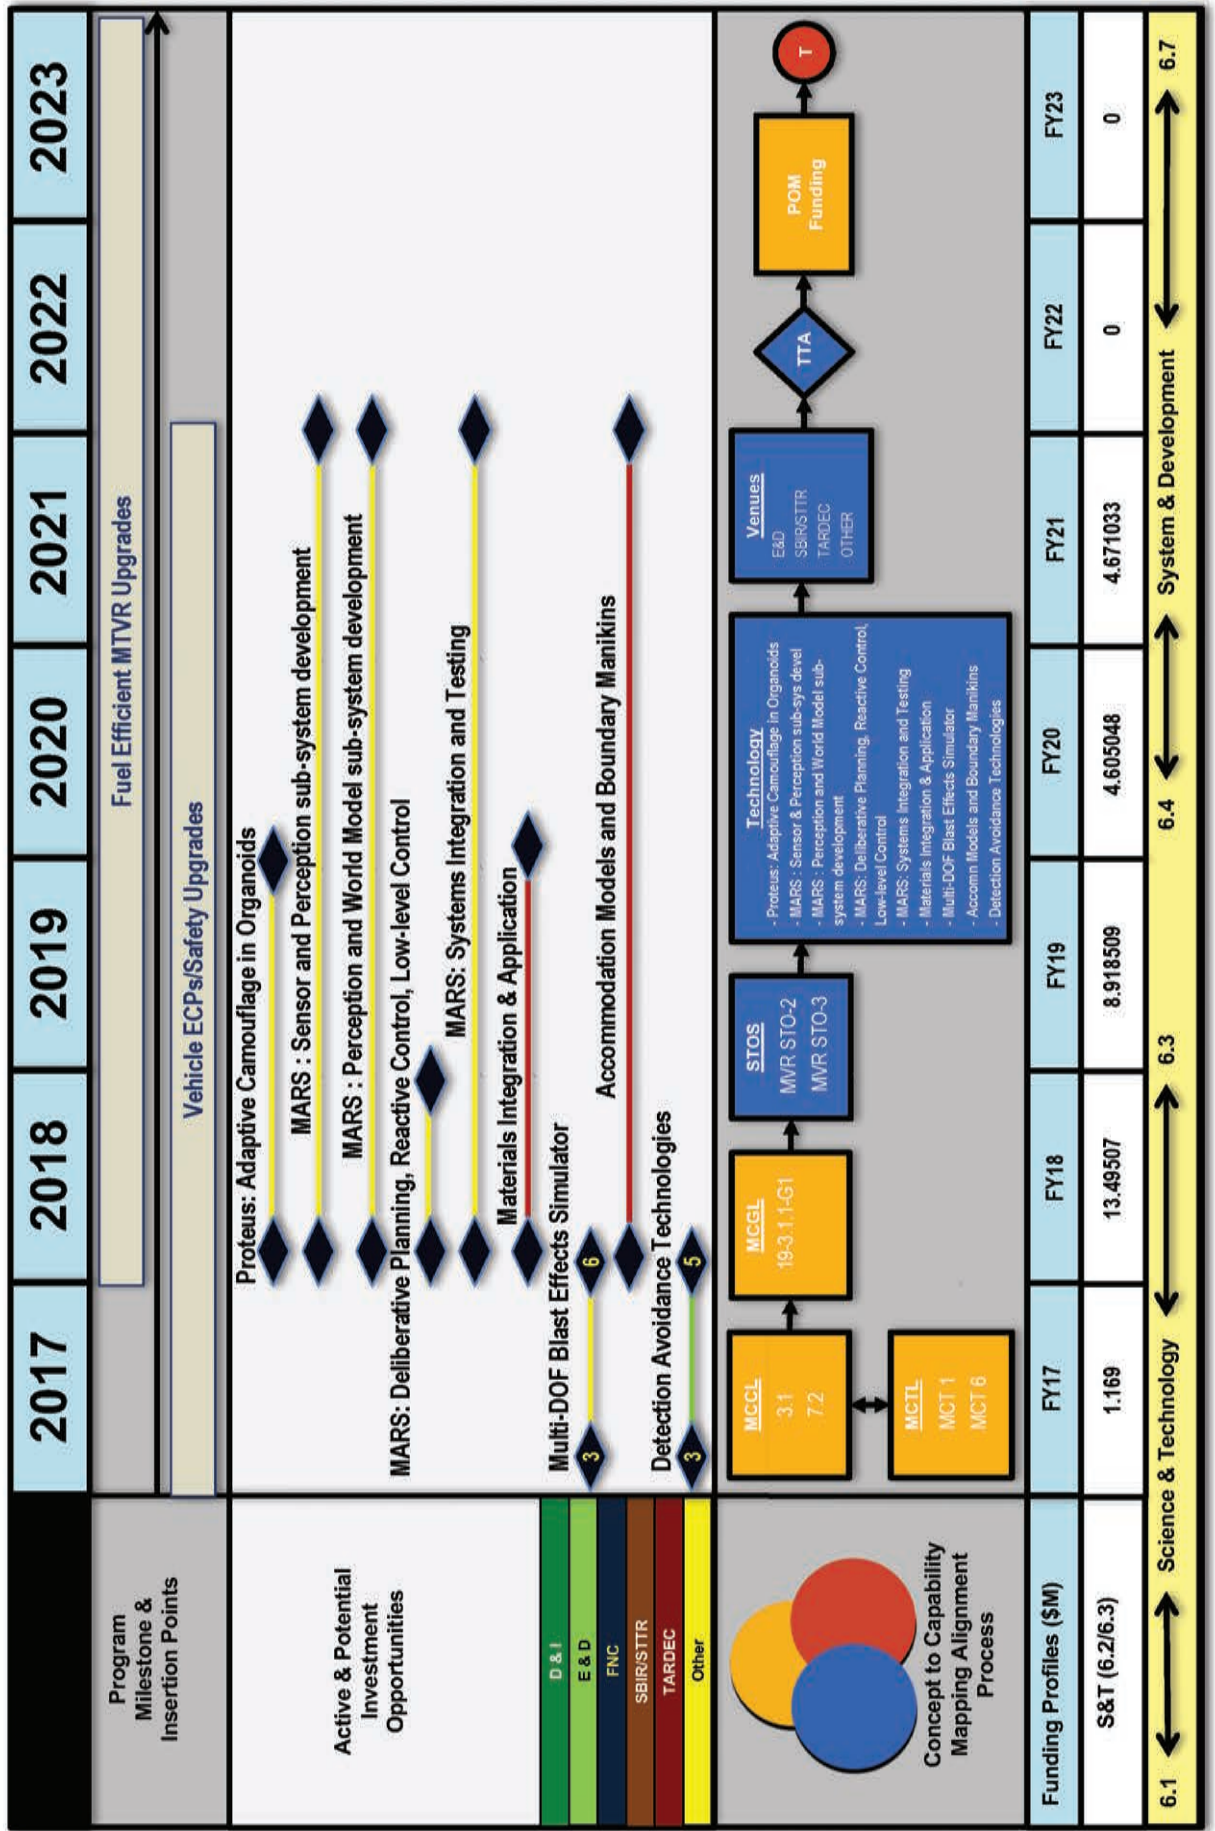 2017
2018
2019
2020
2021
2022
2023
Program
Milestone &
Insertion Points
Fuel Efficient MTVR Upgrades
Vehicle ECPs/Safety Upgrades
Active & Potential
Investment
Opportunities
D & I
E & D
FNC
SBIR/STTR
TARDEC
Other
Proteus: Adaptive Camouflage in Organoids
MARS : Sensor and Perception sub-system development
MARS : Perception and World Model sub-system development
MARS: Deliberative Planning, Reactive Control, Low-level Control
MARS: Systems Integration and Testing
Materials Integration & Application
Multi-DOF Blast Effects Simulator
3
6
Accommodation Models and Boundary Manikins
Detection Avoidance Technologies
3
5
Concept to Capability
Mapping Alignment
Process
MCCL
3.1
7.2
MCTL
MCT 1
MCT 6
MCGL
19-3.1.1-G1
STOS
MVR STO-2
MVR STO-3
Technology
- Proteus: Adaptive Camouflage in Organoids
- MARS : Sensor & Perception sub-sys devel
- MARS : Perception and World Model sub-
system development
- MARS: Deliberative Planning, Reactive Control,
Low-level Control
- MARS: Systems Integration and Testing
- Materials Integration & Application
- Multi-DOF Blast Effects Simulator
- Accomn Models and Boundary Manikins
- Detection Avoidance Technologies
Venues
E&D
SBIR/STTR
TARDEC
OTHER
TTA
POM
Funding
T
Funding Profiles ($M)
FY17
FY18
FY19
FY20
FY21
FY22
FY23
S&T (6.2/6.3)
1.169
13.49507
8.918509
4.605048
4.671033
0
0
6.1
Science & Technology
6.3
6.4
System & Development
6.7